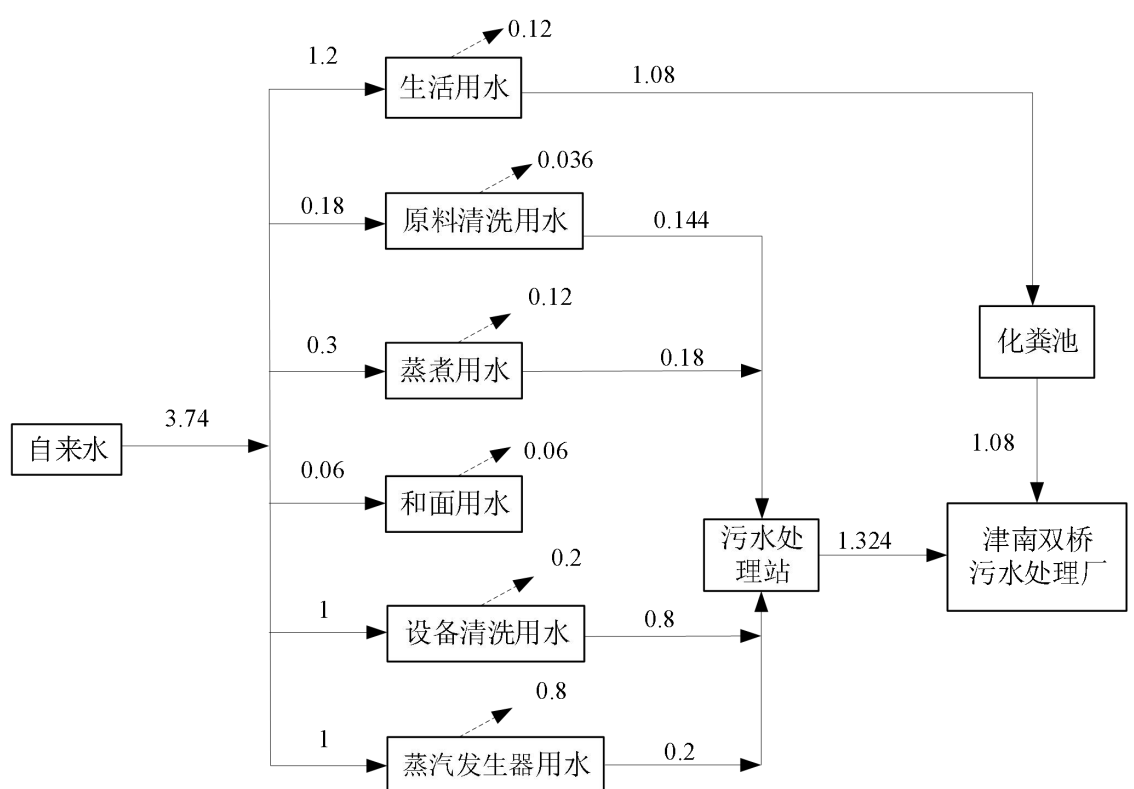 0.12
1.2
生活用水
1.08
0.036
0.18
原料清洗用水
0.144
0.12
0.3
蒸煮用水
0.18
化粪池
自来水
3.74
0.06
0.06
和面用水
1.08
污水处
理站
1.324
津南双桥
污水处理厂
0.2
1
设备清洗用水
0.8
0.8
1
蒸汽发生器用水
0.2